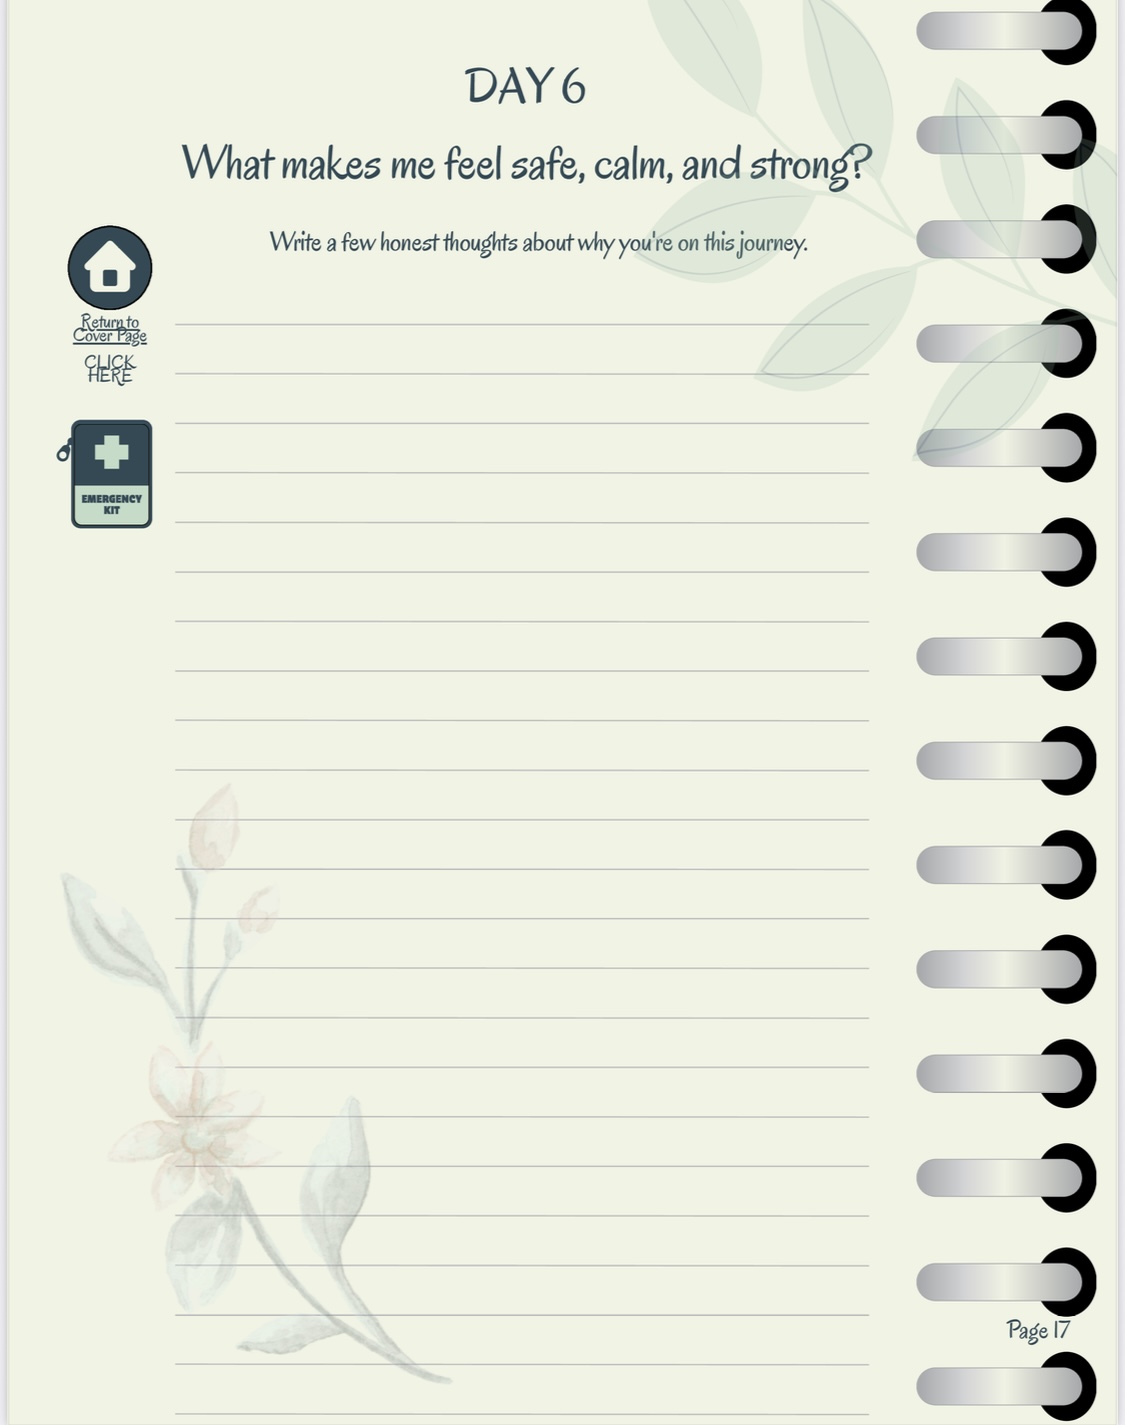 DAY 6
What makes me feel safe, calm, and strong?
Write a few honest thoughts about why you're on this journey.
Return to
Cover Page
CLICK
HERE
EMERGENCY
KIT
Page 17